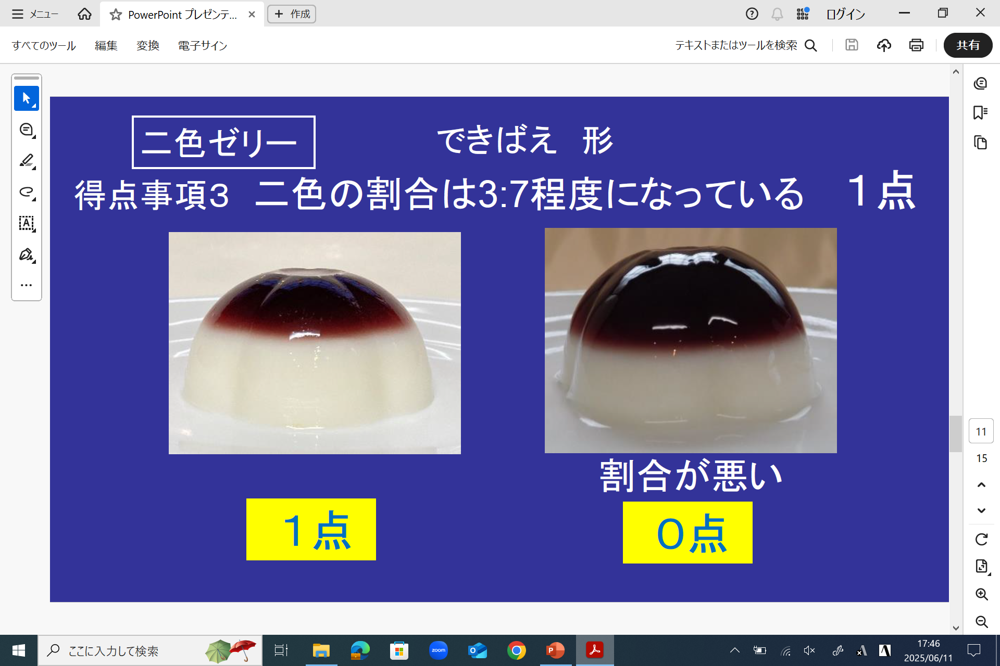 メニュー
PowerPoint プレゼンテ...
作成
ログイン
すべてのツール
編集
変換
電子サイン
テキストまたはツールを検索
共有
二色ゼリー
できばえ 形
得点事項3 二色の割合は3:7程度になっている 1点
割合が悪い
1点
0点
11
15
ここに入力して検索
zoom
17:46
2025/06/11